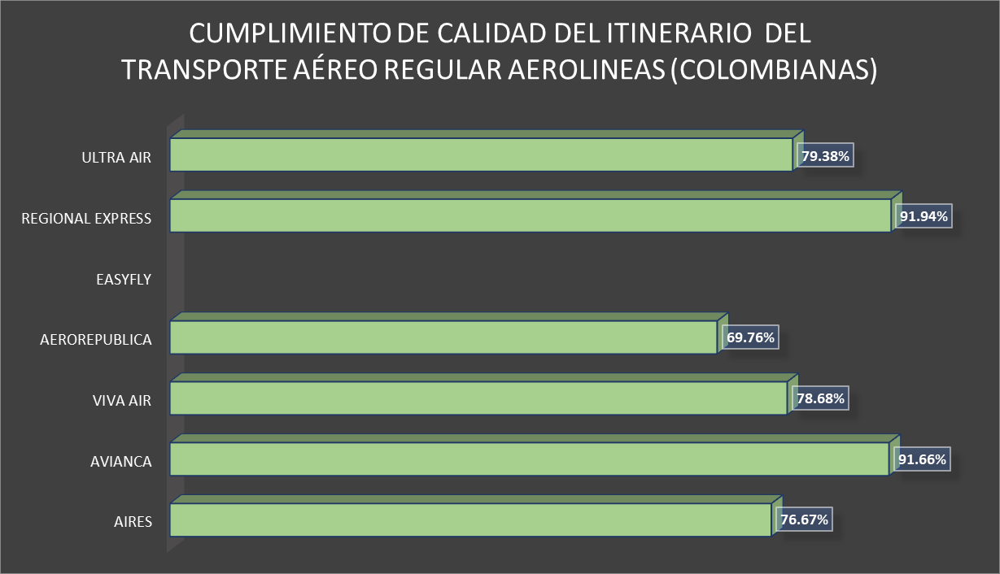 CUMPLIMIENTO DE CALIDAD DEL ITINERARIO  DEL
TRANSPORTE AÉREO REGULAR AEROLINEAS (COLOMBIANAS)
ULTRA AIR 79.38%
REGIONAL EXPRESS 91.94%
EASYFLY
AEROREPUBLICA 69.76%
VIVA AIR 78.68%
AVIANCA 91.66%
AIRES 76.67%